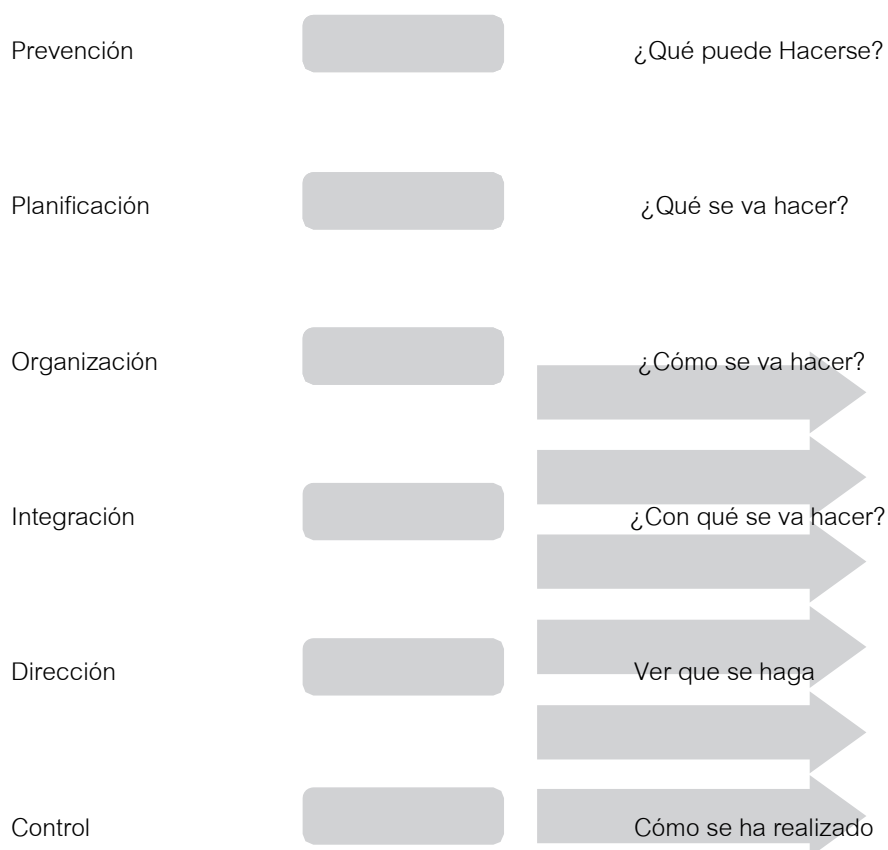 Prevención ¿Qué puede Hacerse?
Planificación ¿Qué se va hacer?
Organización ¿Cómo se va hacer?
Integración ¿Con qué se va hacer?
Dirección Ver que se haga
Control Cómo se ha realizado